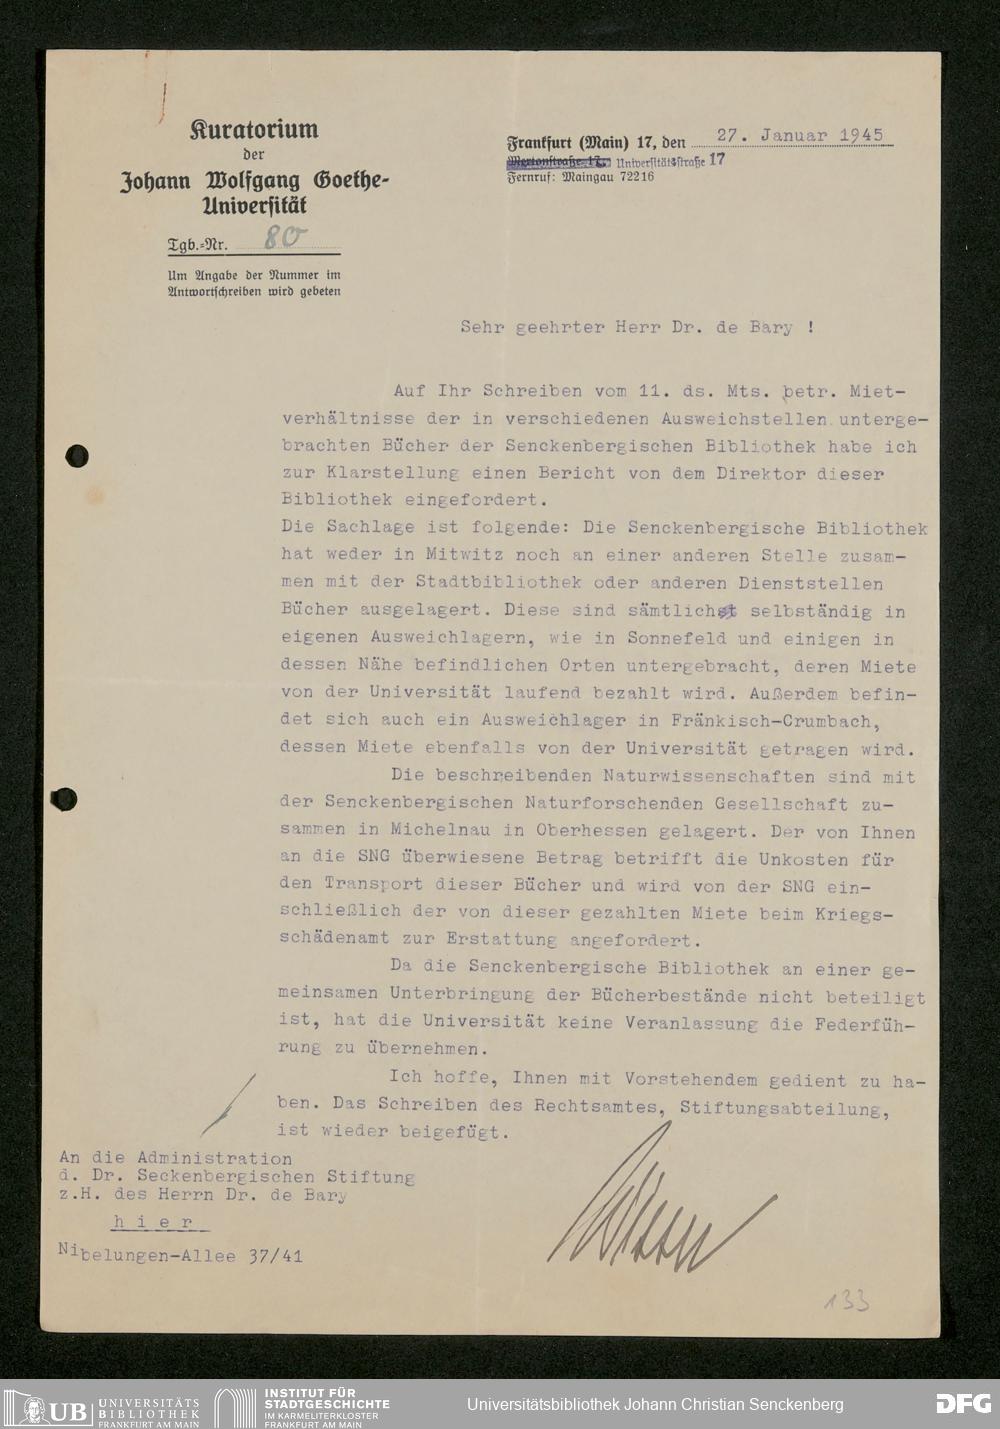 Kuratorium
der
Johann Wolfgang Goethe-
Universität
Tgb.-Nr. 80
Um Angabe der Nummer im
Antwortschreiben wird gebeten
Frankfurt (Main) 17, den 27. Januar 1945
Mertonstraße 17. Universitätsstraße 17
Fernruf: Maingau 72216
Sehr geehrter Herr Dr. de Bary !
Auf Ihr Schreiben vom 11. ds. Mts. betr. Miet-
verhältnisse der in verschiedenen Ausweichstellen unterge-
brachten Bücher der Senckenbergischen Bibliothek habe ich
zur Klarstellung einen Bericht von dem Direktor dieser
Bibliothek eingefordert.
Die Sachlage ist folgende: Die Senckenbergische Bibliothek
hat weder in Mitwitz noch an einer anderen Stelle zusam-
men mit der Stadtbibliothek oder anderen Dienststellen
Bücher ausgelagert. Diese sind sämtlich selbständig in
eigenen Ausweichlagern, wie in Sonnefeld und einigen in
dessen Nähe befindlichen Orten untergebracht, deren Miete
von der Universität laufend bezahlt wird. Außerdem befin-
det sich auch ein Ausweichlager in Fränkisch-Crumbach,
dessen Miete ebenfalls von der Universität getragen wird.
Die beschreibenden Naturwissenschaften sind mit
der Senckenbergischen Naturforschenden Gesellschaft zu-
sammen in Michelnau in Oberhessen gelagert. Der von Ihnen
an die SNG überwiesene Betrag betrifft die Unkosten für
den Transport dieser Bücher und wird von der SNG ein-
schließlich der von dieser gezahlten Miete beim Kriegs-
schädenamt zur Erstattung angefordert.
Da die Senckenbergische Bibliothek an einer ge-
meinsamen Unterbringung der Bücherbestände nicht beteiligt
ist, hat die Universität keine Veranlassung die Federfüh-
rung zu übernehmen.
Ich hoffe, Ihnen mit Vorstehendem gedient zu ha-
ben. Das Schreiben des Rechtsamtes, Stiftungsabteilung,
ist wieder beigefügt.
An die Administration
d. Dr. Seckenbergischen Stiftung
z.H. des Herrn Dr. de Bary
h i e r
Nibelungen-Allee 37/41
133
UB UNIVERSITÄTS
BIBLIOTHEK
FRANKFURT AM MAIN
INSTITUT FÜR
STADTGESCHICHTE
IM KARMELITERKLOSTER
FRANKFURT AM MAIN
Universitätsbibliothek Johann Christian Senckenberg
DFG